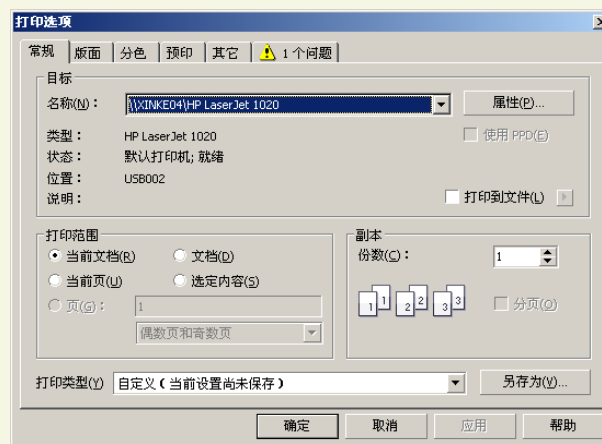 打印选项
常规 版面 分色 预印 其它 1 个问题
目标
名称(N)： \\XINKE04\HP LaserJet 1020 属性(P)...
类型： HP LaserJet 1020 使用 PPD(E)
状态： 默认打印机; 就绪
位置： USB002
说明： 打印到文件(L)
打印范围
当前文档(R) 文档(D)
当前页(U) 选定内容(S)
页(G)： 1
偶数页和奇数页
副本
份数(C)： 1
1 1 2 2 3 3 分页(O)
打印类型(Y) 自定义（当前设置尚未保存） 另存为(V)...
确定 取消 应用 帮助